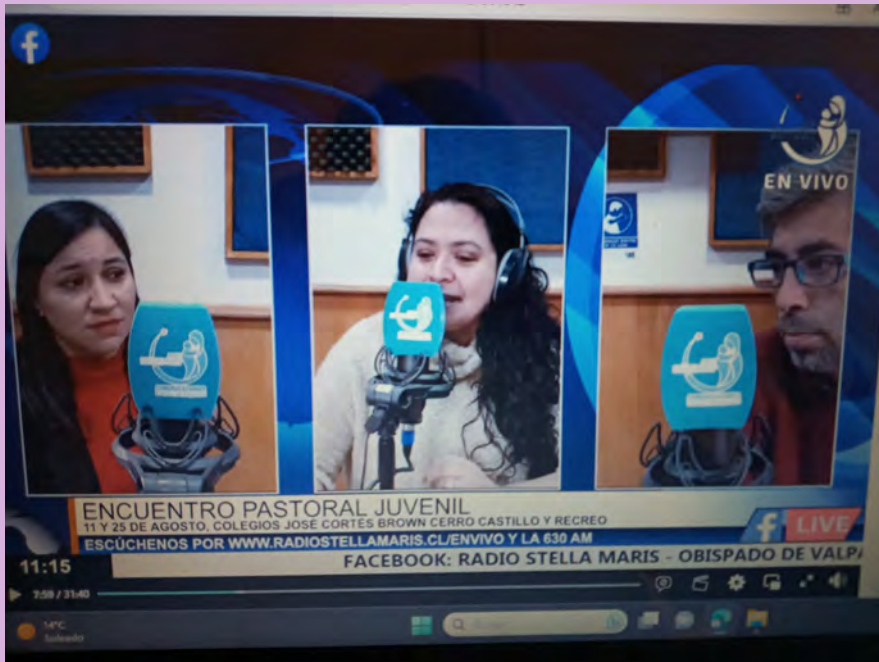 EN VIVO
ENCUENTRO PASTORAL JUVENIL
11 Y 25 DE AGOSTO, COLEGIOS JOSÉ CORTÉS BROWN CERRO CASTILLO Y RECREO
ESCÚCHENOS POR WWW.RADIOSTELLAMARIS.CL/ENVIVO Y LA 630 AM
LIVE
11:15
FACEBOOK: RADIO STELLA MARIS - OBISPADO DE VALPA
7:59 / 31:40
14°C